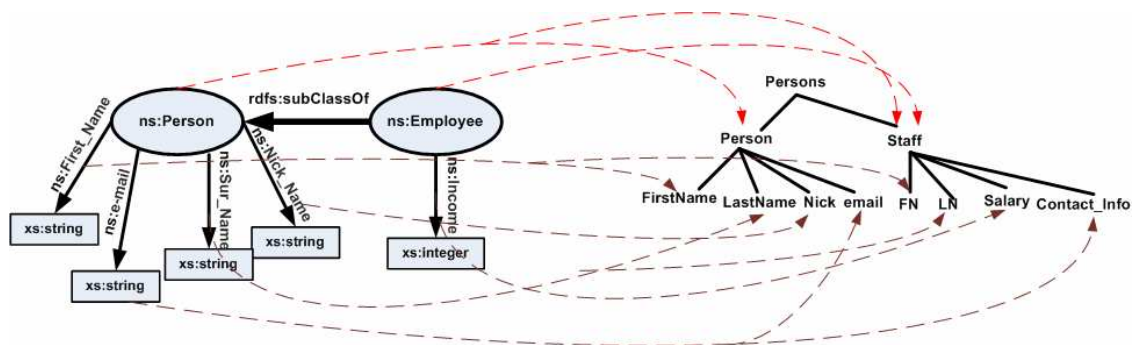 Persons
rdfs:subClassOf
ns:Person
ns:Employee
Person
Staff
ns:First_Name
ns:e-mail
ns:Sur_Name
ns:Nick_Name
ns:Income
FirstName
LastName
Nick
email
FN
LN
Salary
Contact_Info
xs:string
xs:string
xs:string
xs:integer
xs:string